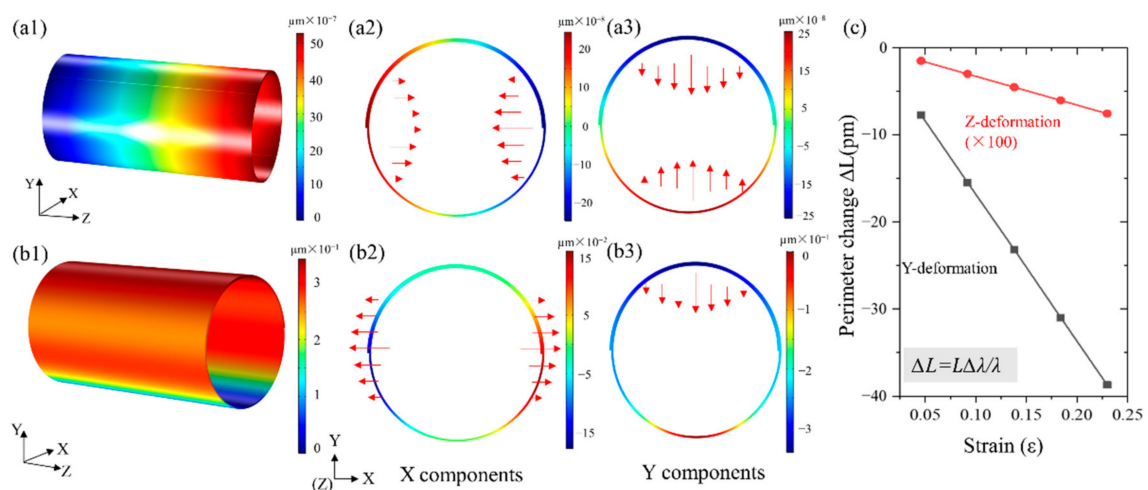 (a1)
µm×10⁻⁷
50
40
30
20
10
0
Y
X
Z
(a2)
µm×10⁻⁸
20
10
0
−10
−20
(a3)
µm×10⁻⁸
25
15
5
−5
−15
−25
(b1)
µm×10⁻¹
3
2
1
0
Y
X
Z
(b2)
µm×10⁻²
15
5
−5
−15
Y
(Z)
X
X components
(b3)
µm×10⁻¹
0
−1
−2
−3
Y components
(c)
Perimeter change ΔL(pm)
0
−10
−20
−30
−40
Z-deformation
(×100)
Y-deformation
ΔL=LΔλ/λ
0.05 0.10 0.15 0.20 0.25
Strain (ε)